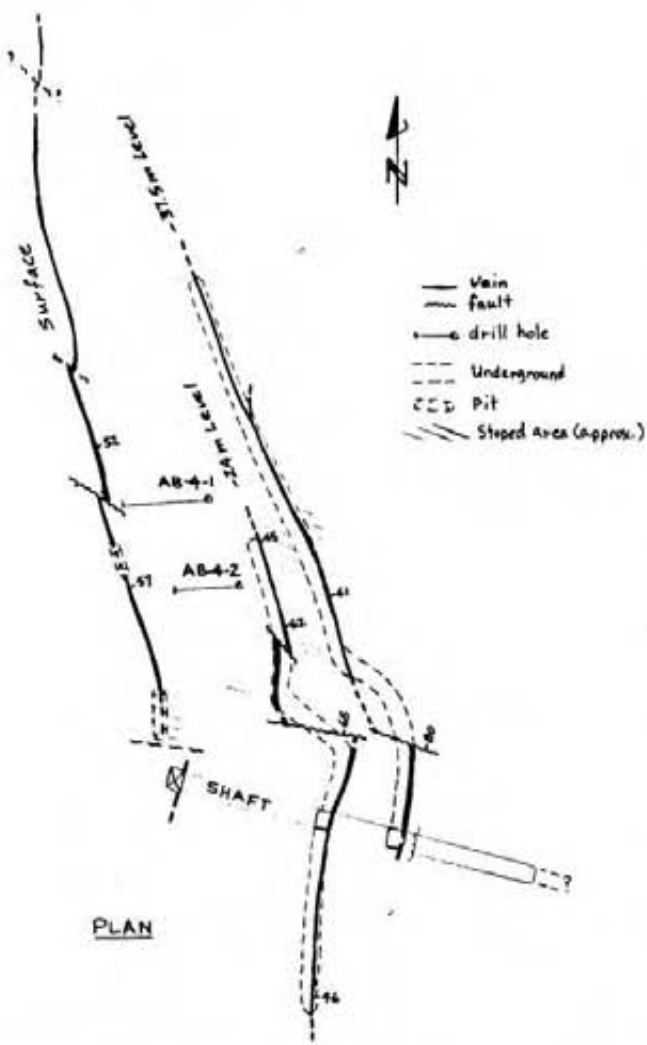 ?
?
-37.5m Level
N
Surface
Vein
fault
drill hole
Underground
Pit
Stoped area (approx.)
-24m Level
52
AB-4-1
65
57
AB-4-2
61
62
80
SHAFT
?
PLAN
46